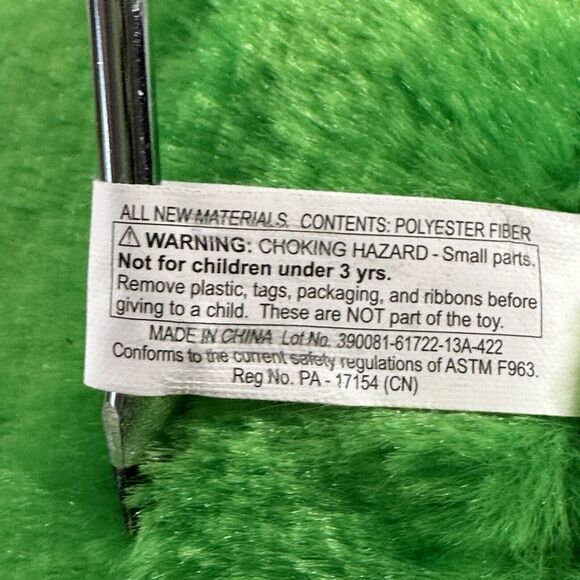 ALL NEW MATERIALS. CONTENTS: POLYESTER FIBER
⚠ WARNING: CHOKING HAZARD - Small parts.
Not for children under 3 yrs.
Remove plastic, tags, packaging, and ribbons before
giving to a child. These are NOT part of the toy.
MADE IN CHINA Lot No. 390081-61722-13A-422
Conforms to the current safety regulations of ASTM F963.
Reg No. PA - 17154 (CN)